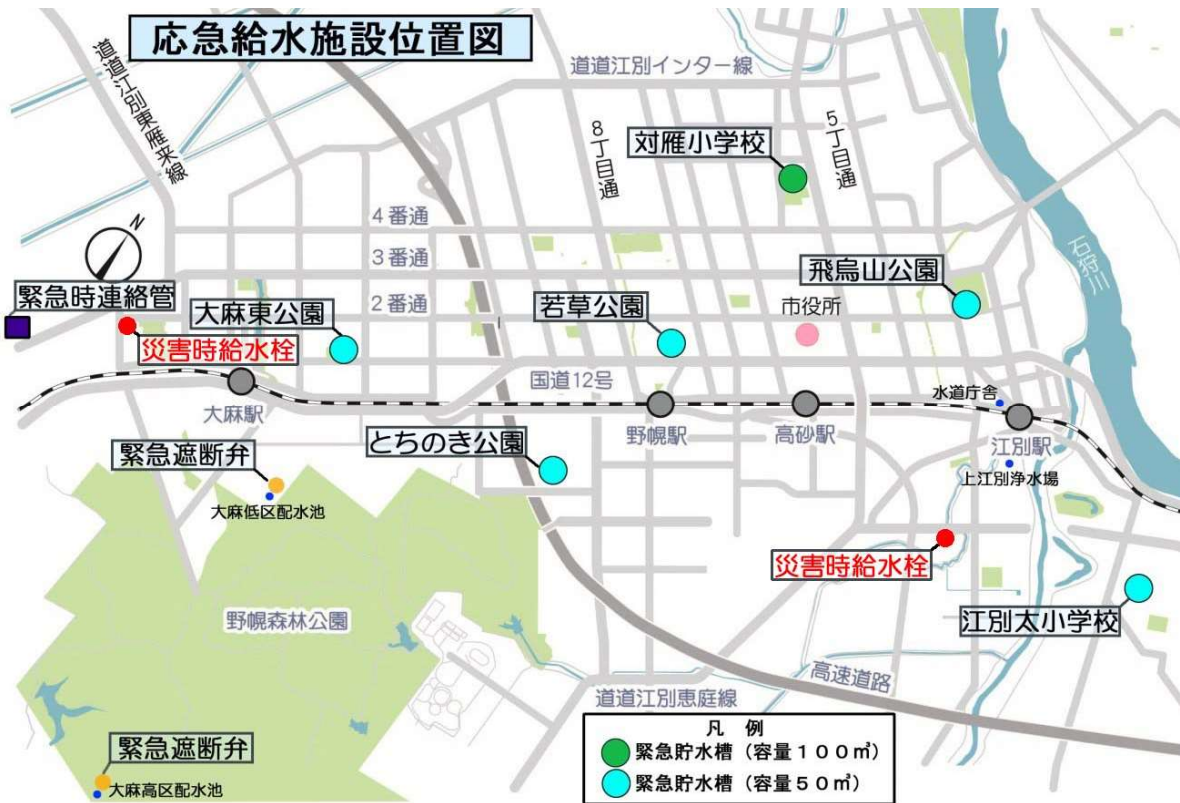 応急給水施設位置図
道道江別東雁来線
道道江別インター線
8丁目通
5丁目通
対雁小学校
4番通
3番通
2番通
N
緊急時連絡管
災害時給水栓
大麻東公園
若草公園
市役所
飛烏山公園
石狩川
国道12号
大麻駅
野幌駅
高砂駅
水道庁舎
江別駅
上江別浄水場
緊急遮断弁
大麻低区配水池
とちのき公園
災害時給水栓
江別太小学校
野幌森林公園
道道江別恵庭線
高速道路
緊急遮断弁
大麻高区配水池
凡 例
緊急貯水槽(容量100㎥)
緊急貯水槽(容量50㎥)